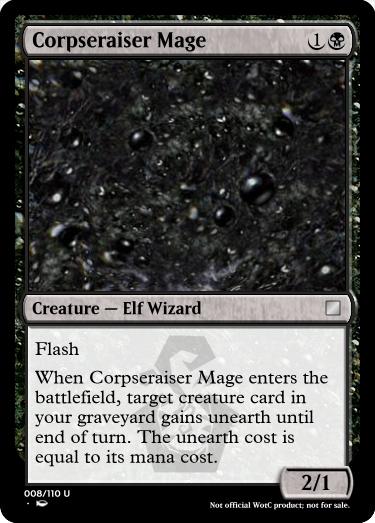 Corpseraiser Mage 1
Creature — Elf Wizard
Flash
When Corpseraiser Mage enters the
battlefield, target creature card in
your graveyard gains unearth until
end of turn. The unearth cost is
equal to its mana cost.
2/1
008/110 U
Not official WotC product; not for sale.